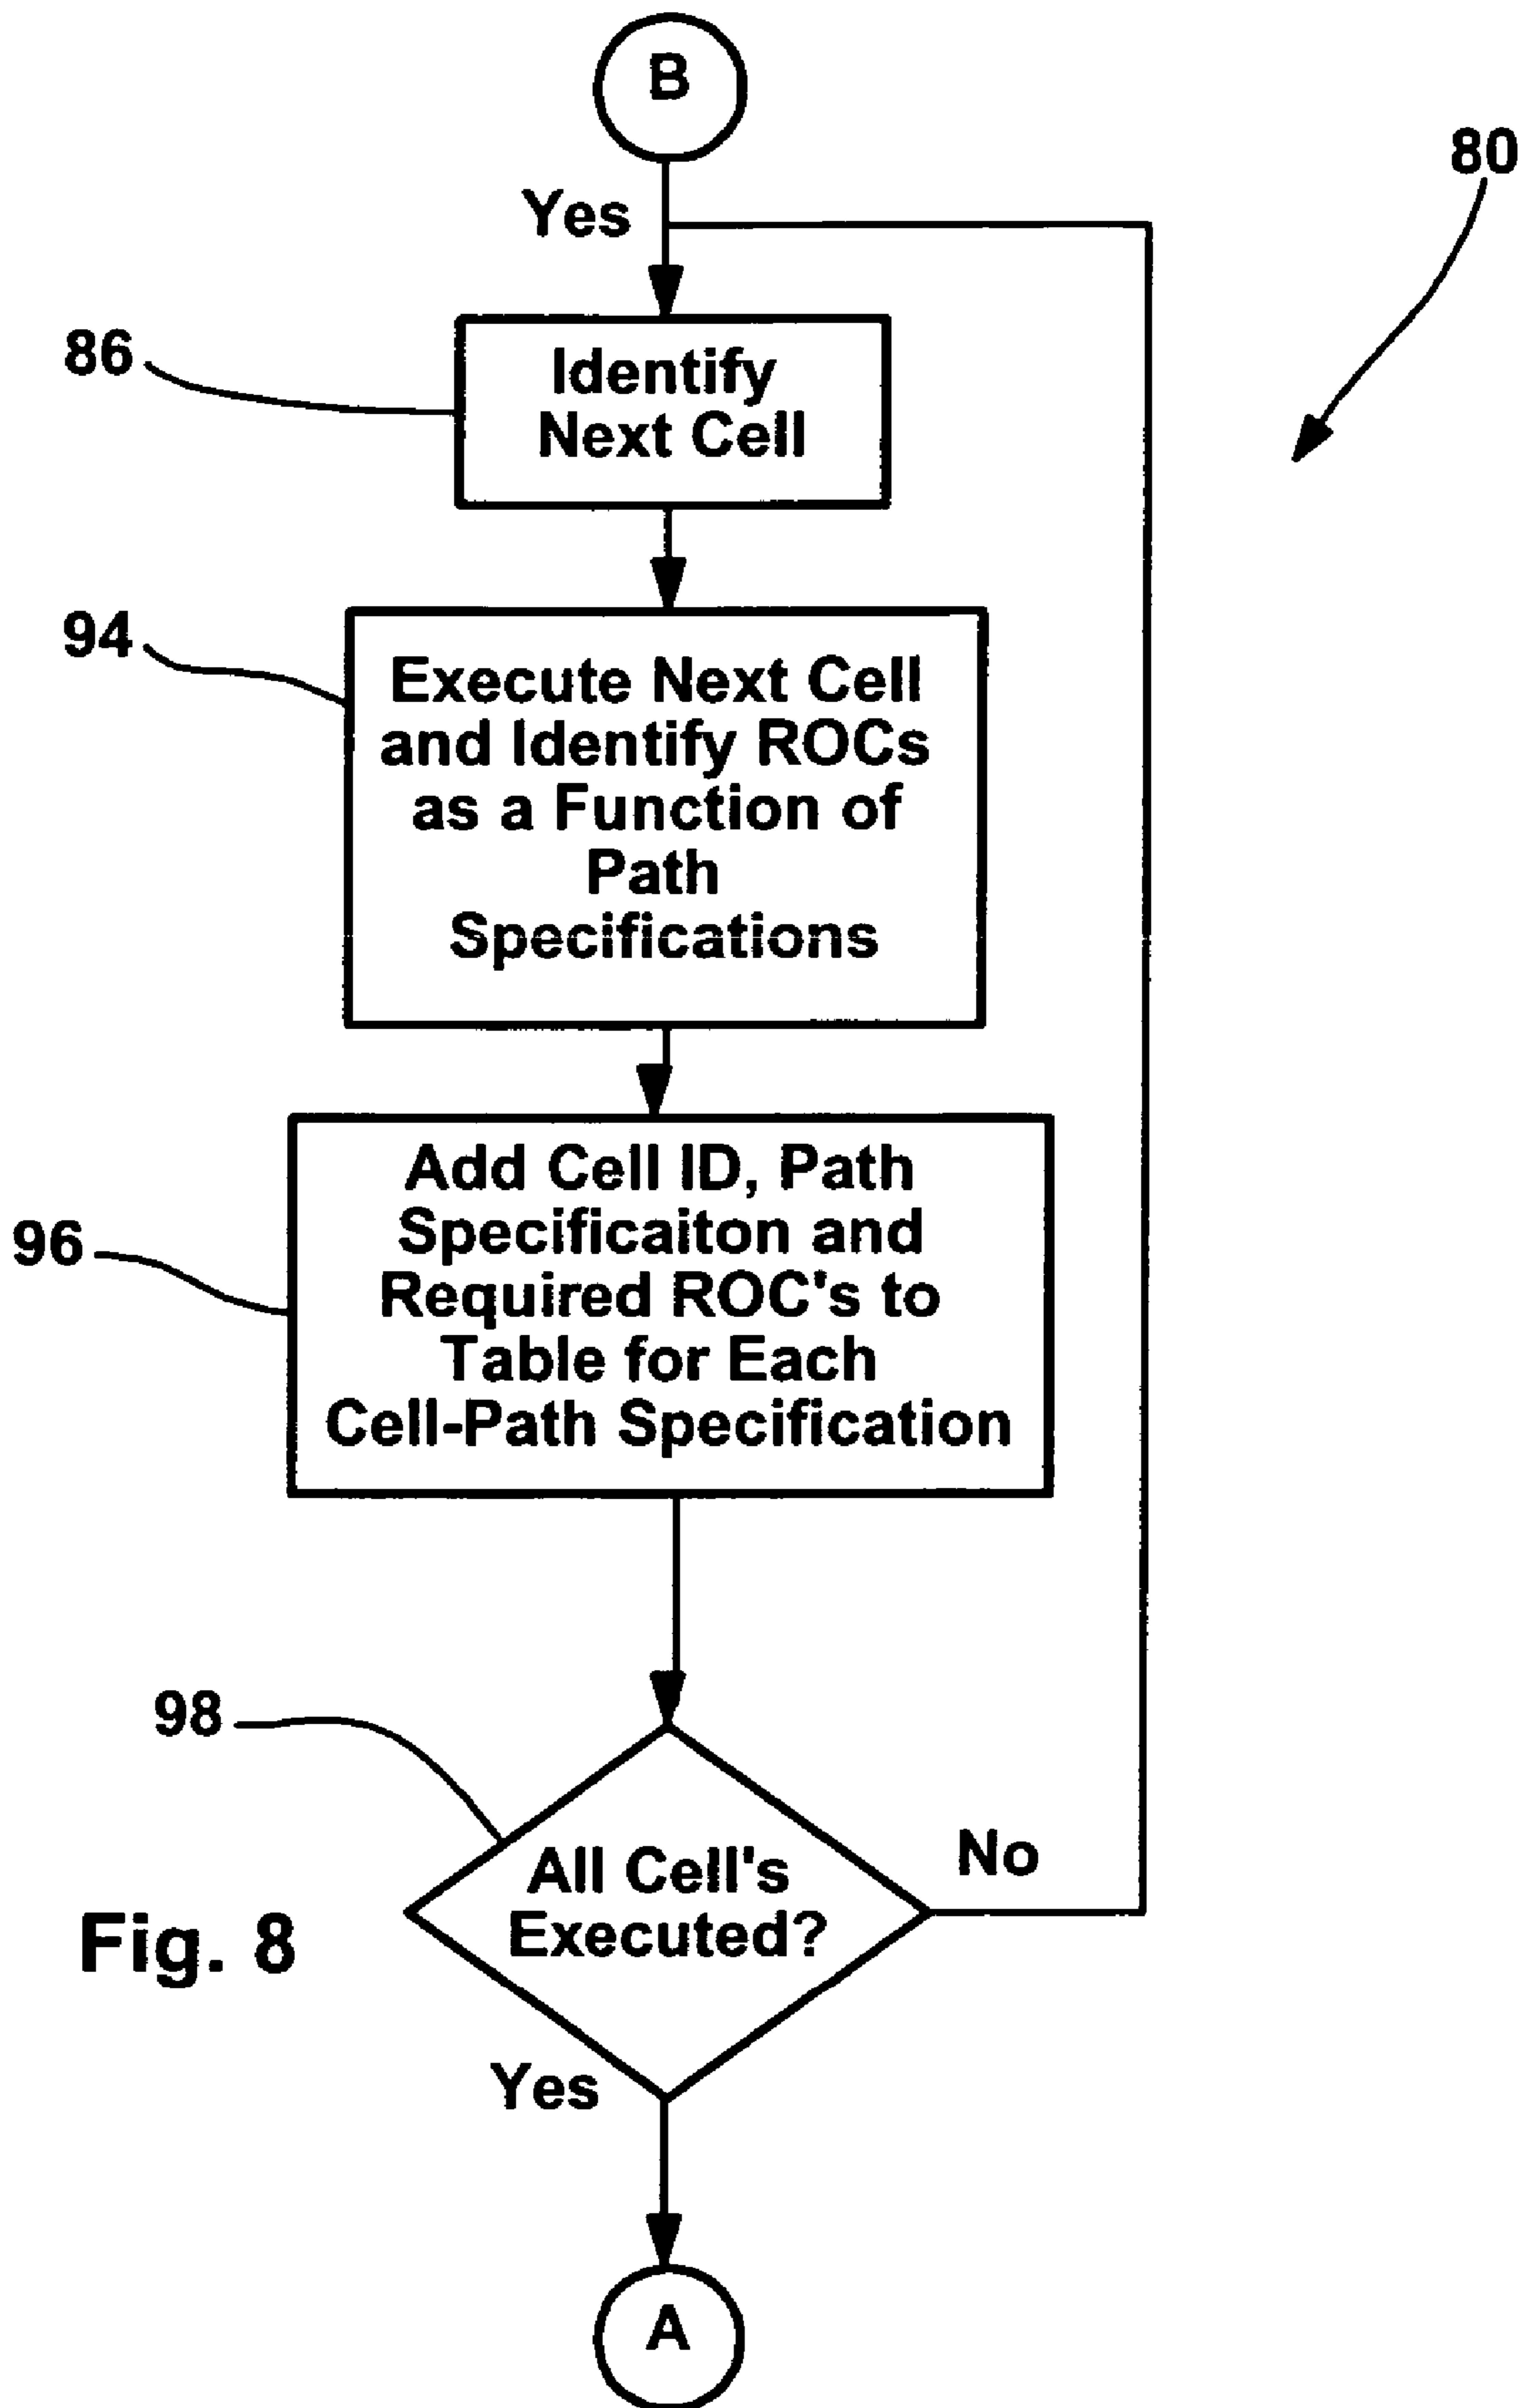 B
80
Yes
86
Identify
Next Cell
94
Execute Next Cell
and Identify ROCs
as a Function of
Path
Specifications
96
Add Cell ID, Path
Specificaiton and
Required ROC's to
Table for Each
Cell-Path Specification
98
All Cell's
Executed?
No
Fig. 8
Yes
A